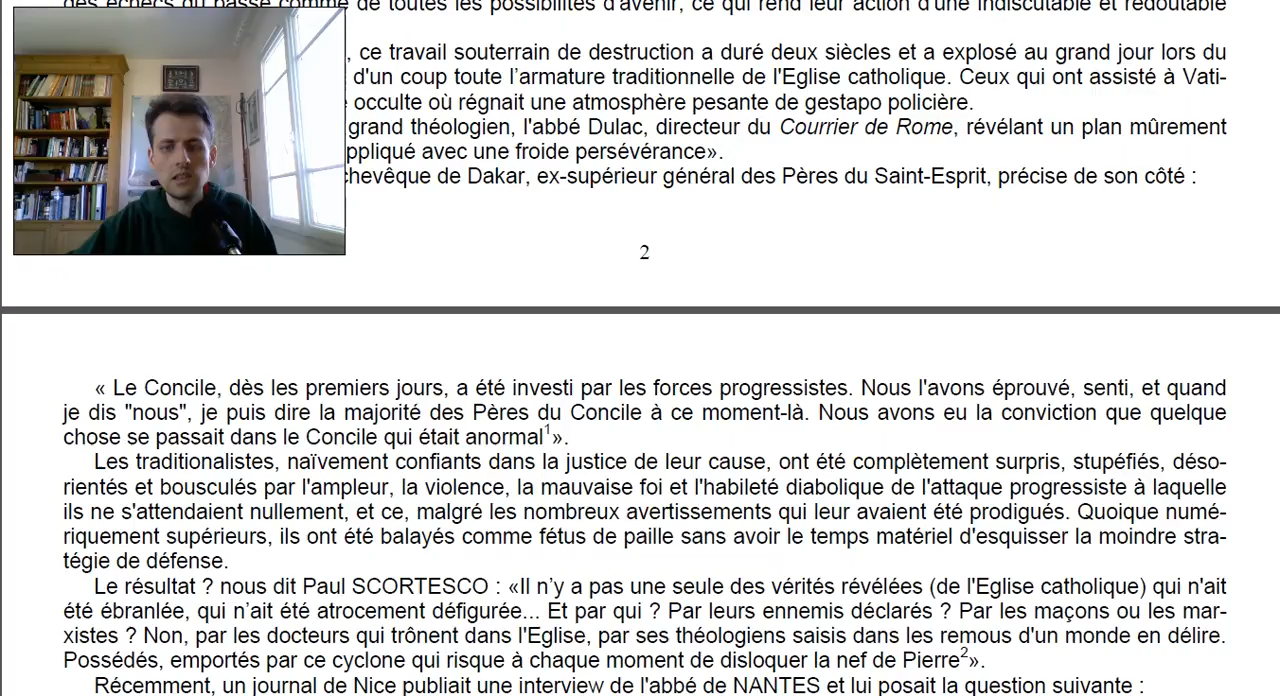 des échecs du passé comme de toutes les possibilités d'avenir, ce qui rend leur action d'une indiscutable et redoutable
, ce travail souterrain de destruction a duré deux siècles et a explosé au grand jour lors du
d'un coup toute l'armature traditionnelle de l'Eglise catholique. Ceux qui ont assisté à Vati-
occulte où régnait une atmosphère pesante de gestapo policière.
grand théologien, l'abbé Dulac, directeur du Courrier de Rome, révélant un plan mûrement
ppliqué avec une froide persévérance».
chevêque de Dakar, ex-supérieur général des Pères du Saint-Esprit, précise de son côté :
2
« Le Concile, dès les premiers jours, a été investi par les forces progressistes. Nous l'avons éprouvé, senti, et quand
je dis "nous", je puis dire la majorité des Pères du Concile à ce moment-là. Nous avons eu la conviction que quelque
chose se passait dans le Concile qui était anormal1».
Les traditionalistes, naïvement confiants dans la justice de leur cause, ont été complètement surpris, stupéfiés, déso-
rientés et bousculés par l'ampleur, la violence, la mauvaise foi et l'habileté diabolique de l'attaque progressiste à laquelle
ils ne s'attendaient nullement, et ce, malgré les nombreux avertissements qui leur avaient été prodigués. Quoique numé-
riquement supérieurs, ils ont été balayés comme fétus de paille sans avoir le temps matériel d'esquisser la moindre stra-
tégie de défense.
Le résultat ? nous dit Paul SCORTESCO : «Il n'y a pas une seule des vérités révélées (de l'Eglise catholique) qui n'ait
été ébranlée, qui n'ait été atrocement défigurée... Et par qui ? Par leurs ennemis déclarés ? Par les maçons ou les mar-
xistes ? Non, par les docteurs qui trônent dans l'Eglise, par ses théologiens saisis dans les remous d'un monde en délire.
Possédés, emportés par ce cyclone qui risque à chaque moment de disloquer la nef de Pierre2».
Récemment, un journal de Nice publiait une interview de l'abbé de NANTES et lui posait la question suivante :